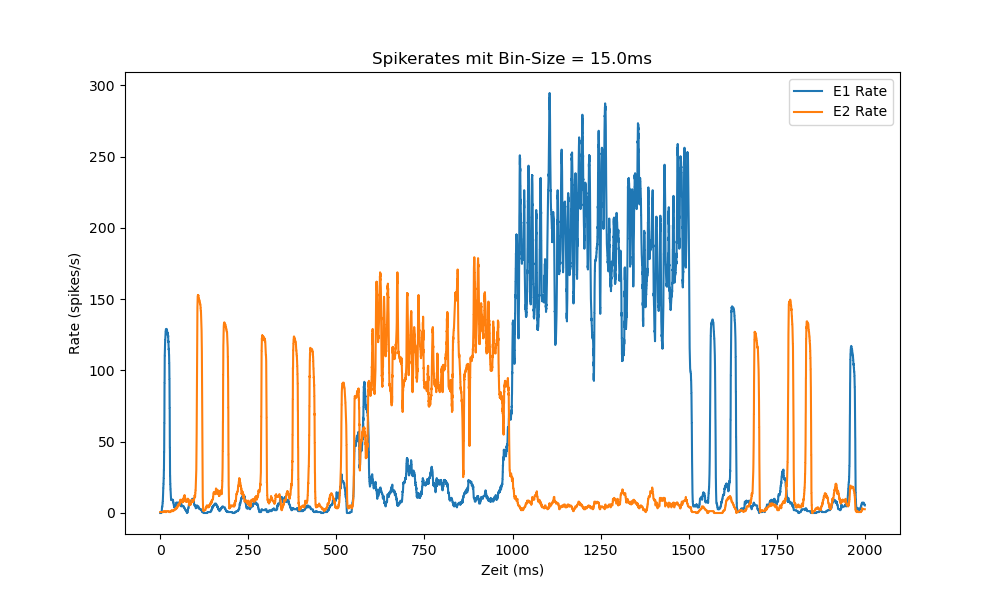 Spikerates mit Bin-Size = 15.0ms
E1 Rate
E2 Rate
Rate (spikes/s)
300
250
200
150
100
50
0
0 250 500 750 1000 1250 1500 1750 2000
Zeit (ms)